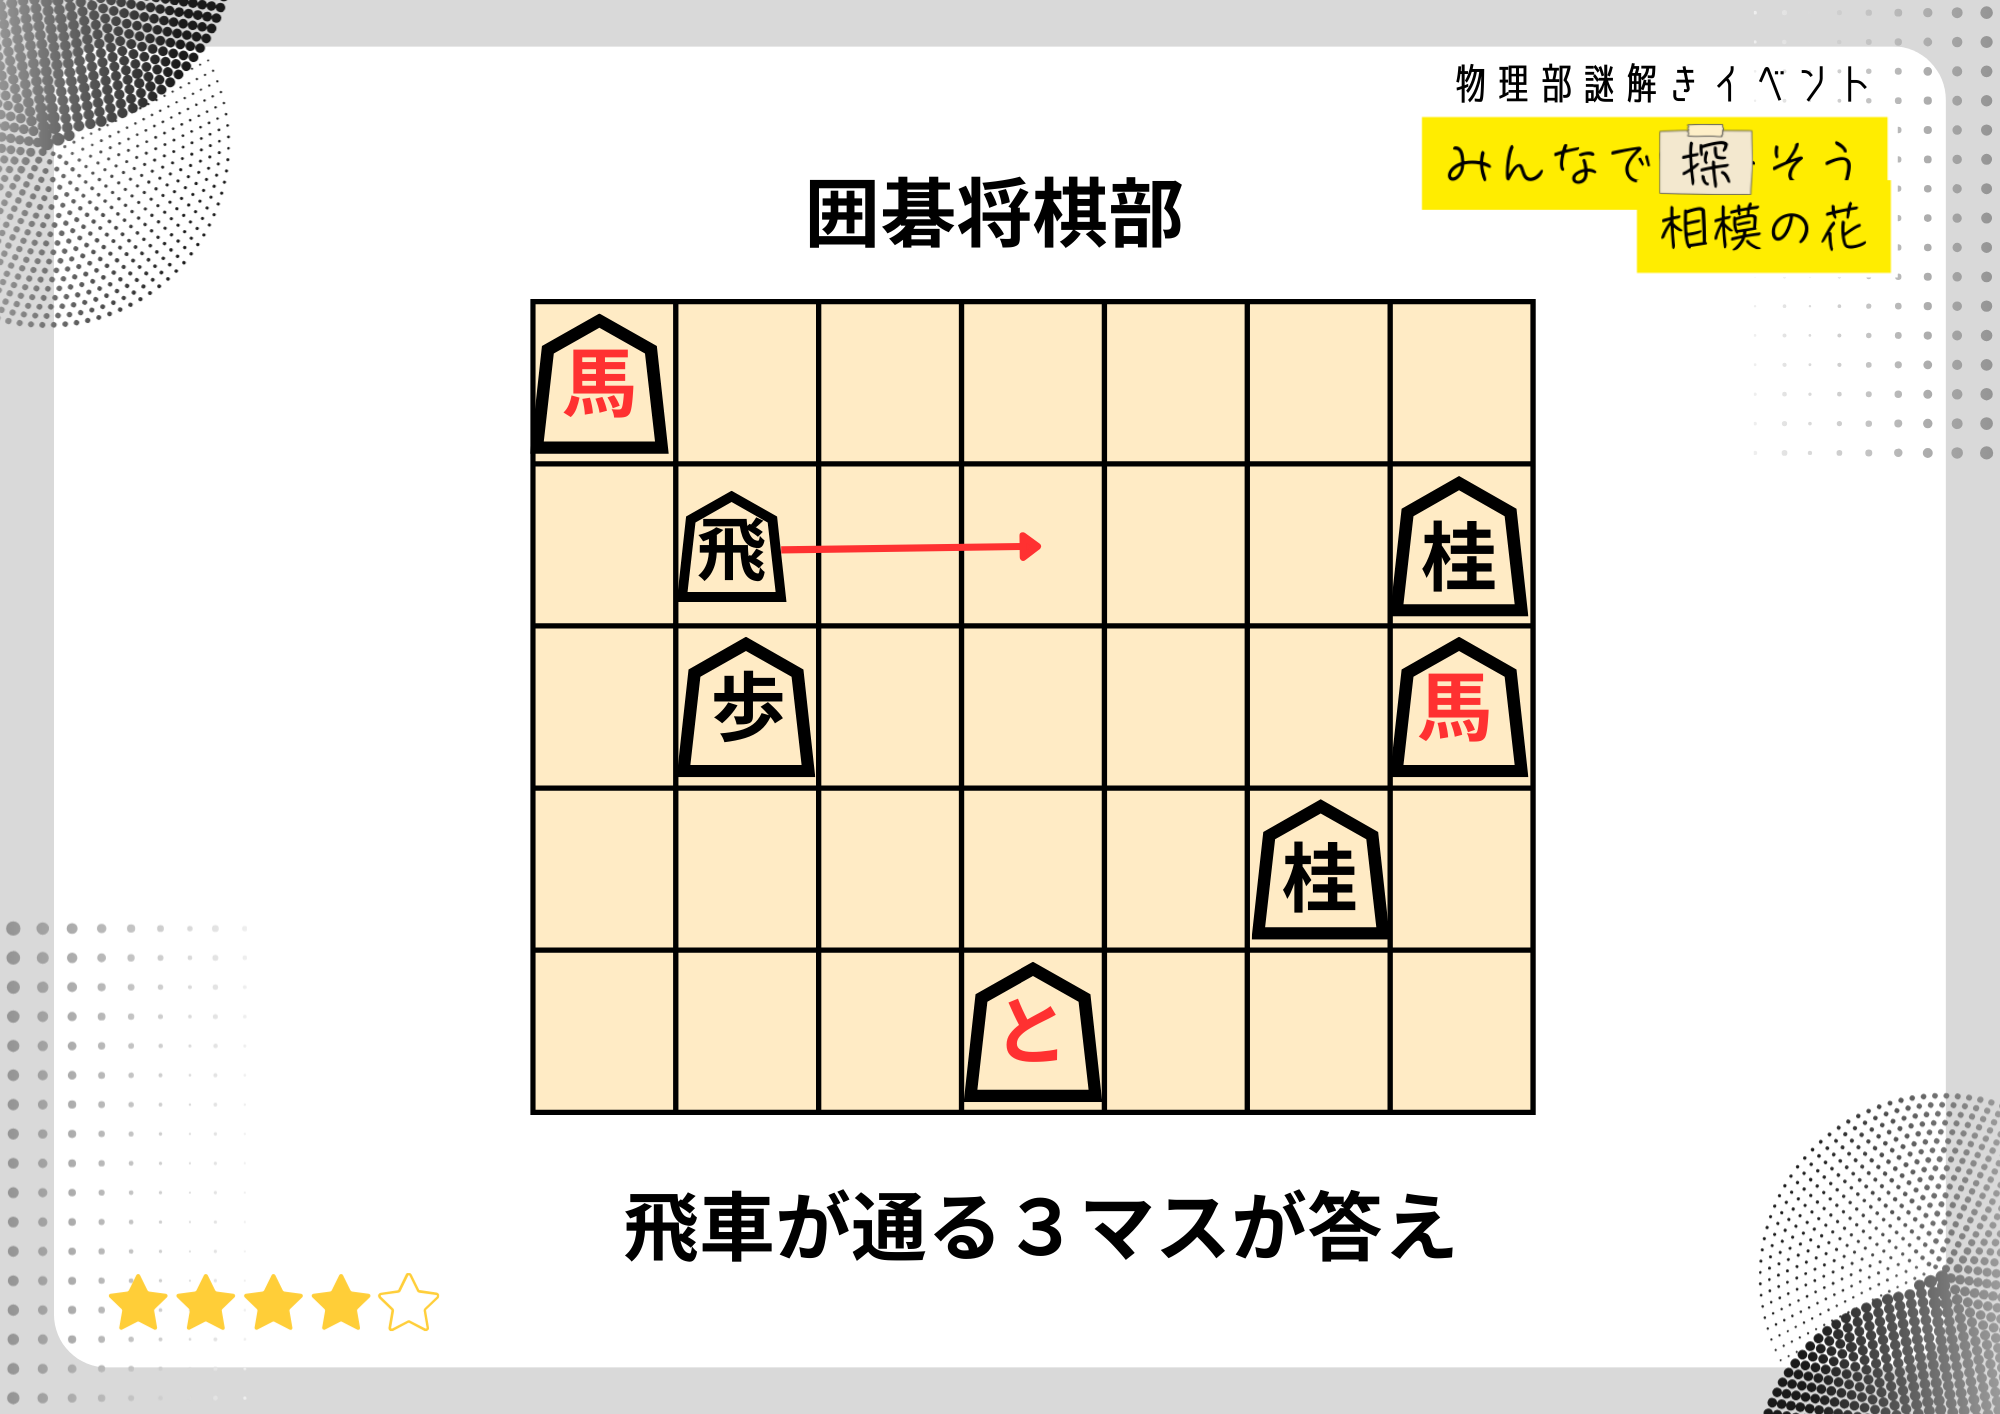 物理部謎解きイベント
みんなで探そう
相模の花
囲碁将棋部
馬
飛
桂
歩
馬
桂
と
飛車が通る３マスが答え